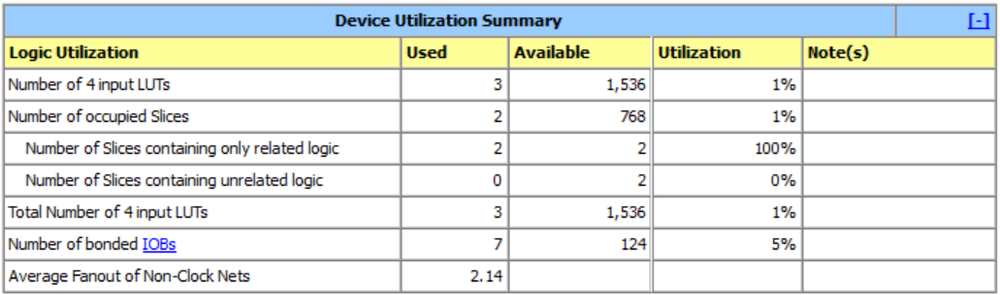 Device Utilization Summary [-]
Logic Utilization Used Available Utilization Note(s)
Number of 4 input LUTs 3 1,536 1%
Number of occupied Slices 2 768 1%
Number of Slices containing only related logic 2 2 100%
Number of Slices containing unrelated logic 0 2 0%
Total Number of 4 input LUTs 3 1,536 1%
Number of bonded IOBs 7 124 5%
Average Fanout of Non-Clock Nets 2.14